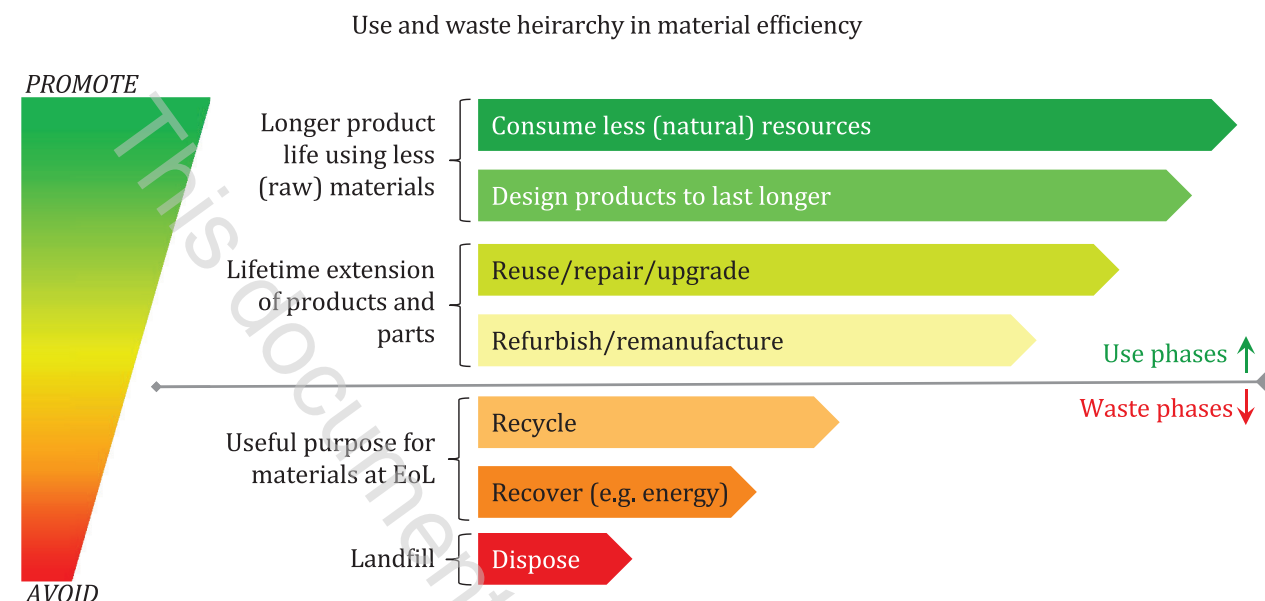 Use and waste heirarchy in material efficiency
PROMOTE
Longer product
life using less
(raw) materials
Consume less (natural) resources
Design products to last longer
Lifetime extension
of products and
parts
Reuse/repair/upgrade
Refurbish/remanufacture
Use phases
Waste phases
Useful purpose for
materials at EoL
Recycle
Recover (e.g. energy)
Landfill
Dispose
AVOID
This document